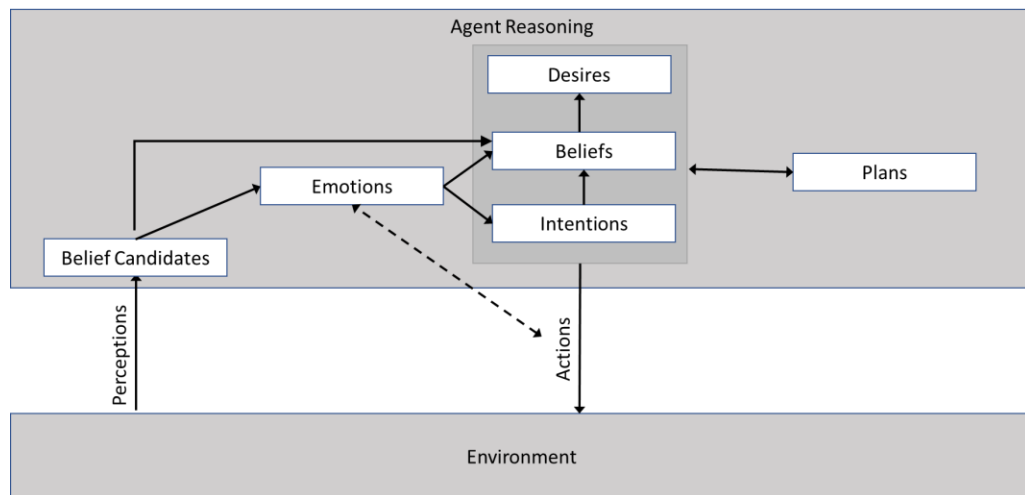 Agent Reasoning
Desires
Beliefs
Emotions
Plans
Intentions
Belief Candidates
Perceptions
Actions
Environment